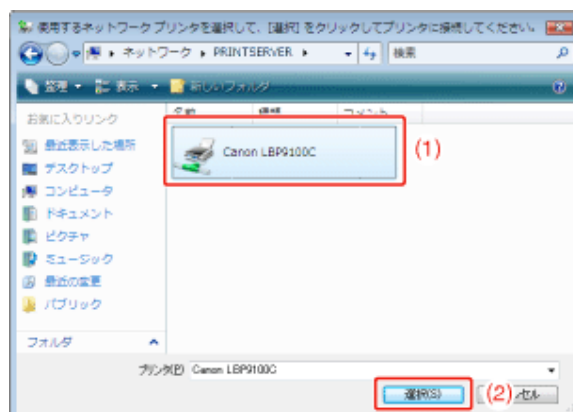 使用するネットワーク プリンタを選択して、[選択] をクリックしてプリンタに接続してください。
ネットワーク ▸ PRINTSERVER ▸
検索
整理 表示 新しいフォルダ
お気に入りリンク
名前 種類 コメント
最近表示した場所
デスクトップ
コンピュータ
ドキュメント
ピクチャ
ミュージック
最近の変更
パブリック
Canon LBP9100C
(1)
フォルダ
プリンタ(P) Canon LBP9100C
選択(S) (2)